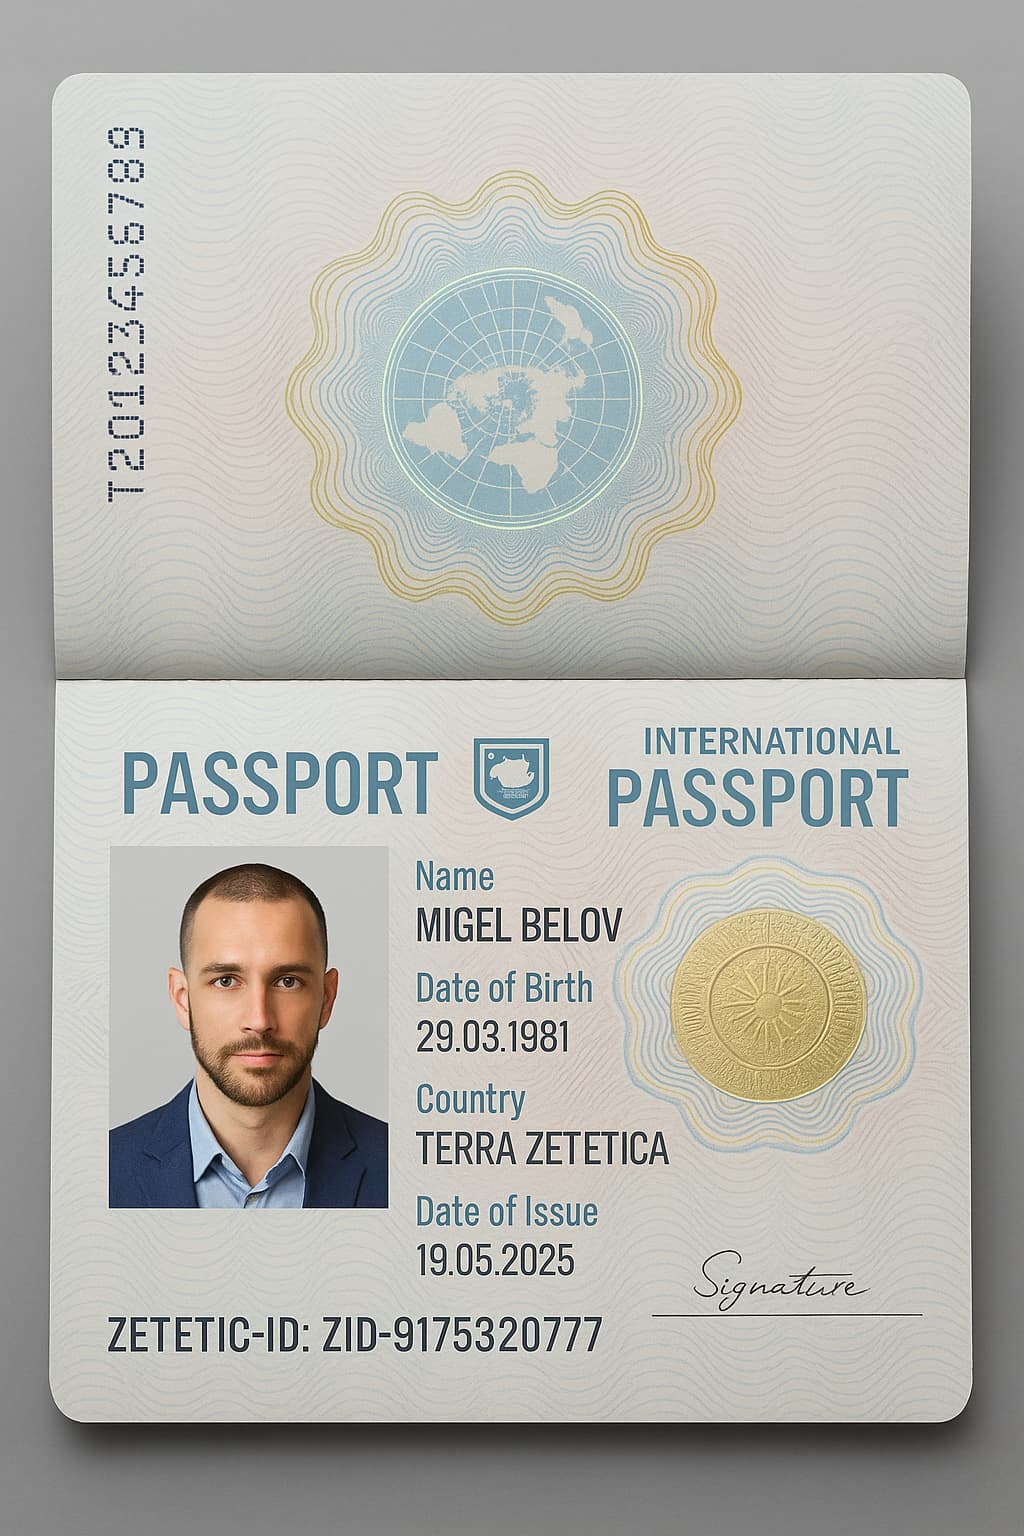 T20123456789
PASSPORT
INTERNATIONAL
PASSPORT
Name
MIGEL BELOV
Date of Birth
29.03.1981
Country
TERRA ZETETICA
Date of Issue
19.05.2025
Signature
ZETETIC-ID: ZID-9175320777